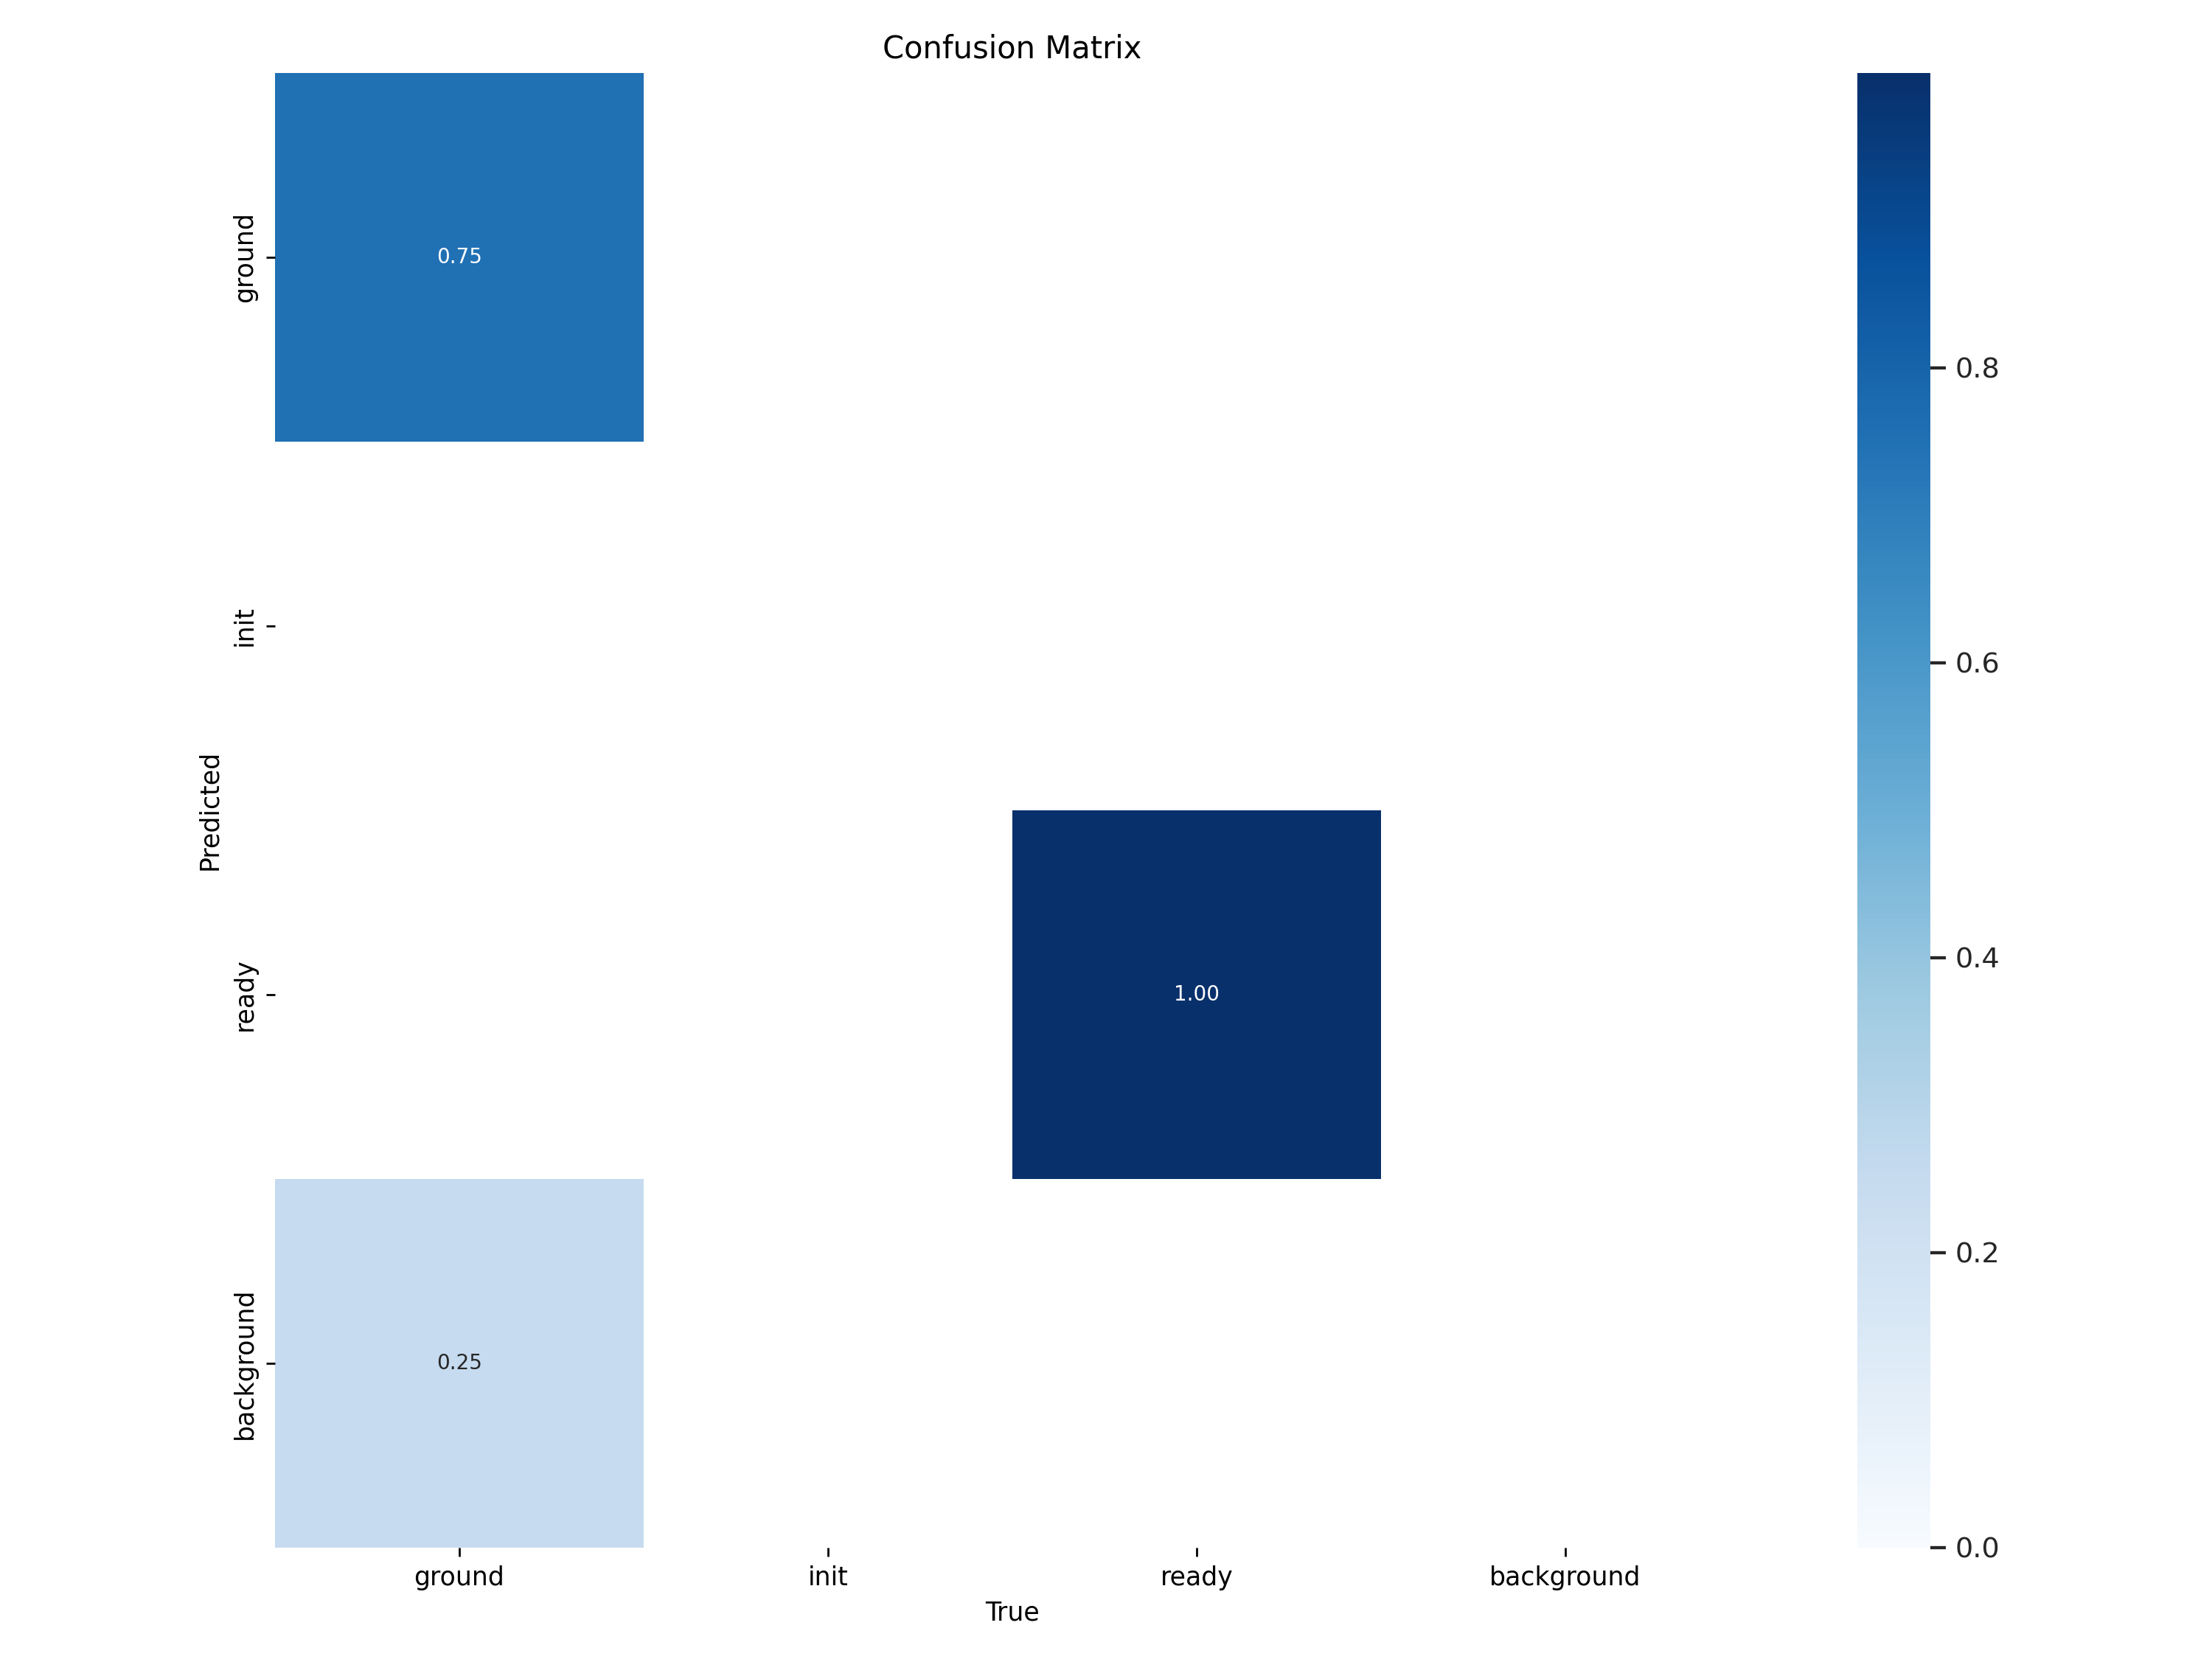 Confusion Matrix
ground
init
ready
background
Predicted
0.75
1.00
0.25
ground init ready background
True
0.8
0.6
0.4
0.2
0.0